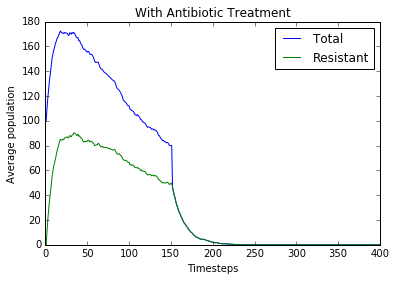 With Antibiotic Treatment
Total
Resistant
180
160
140
120
100
80
60
40
20
0
Average population
0 50 100 150 200 250 300 350 400
Timesteps